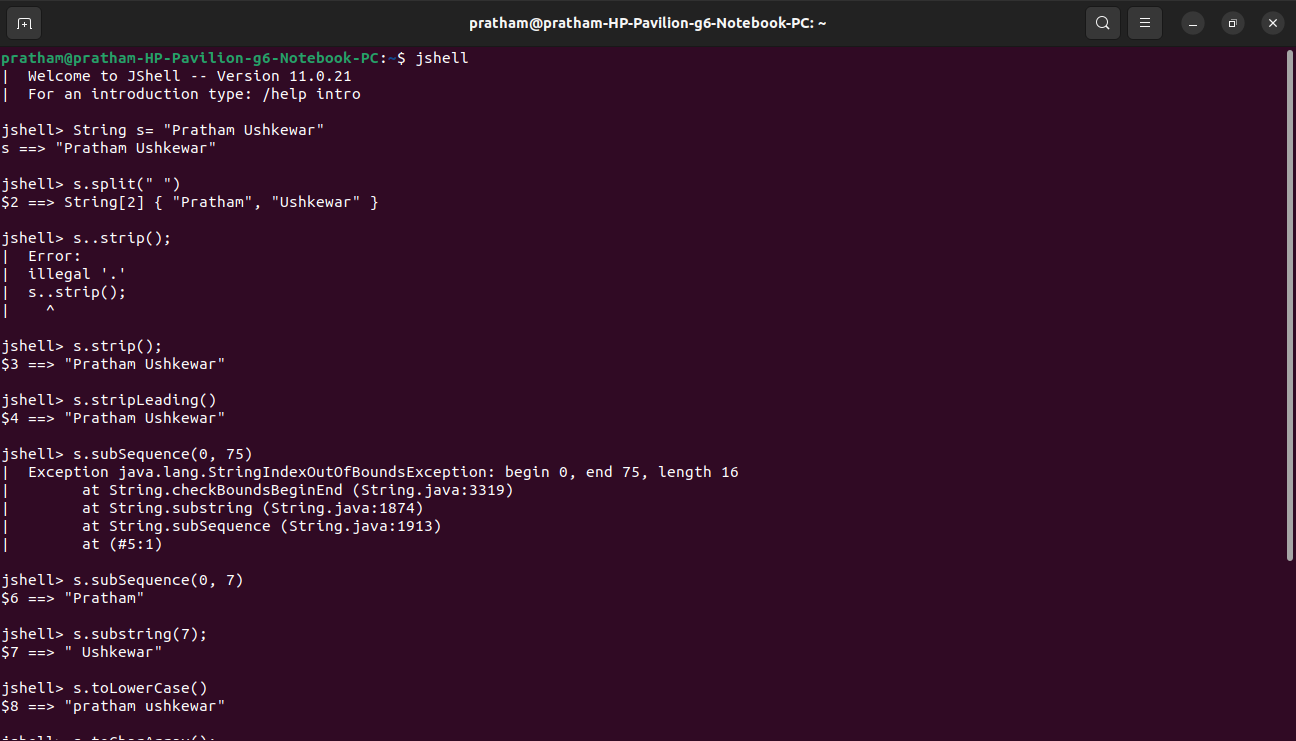 pratham@pratham-HP-Pavilion-g6-Notebook-PC: ~
pratham@pratham-HP-Pavilion-g6-Notebook-PC:~$ jshell
|  Welcome to JShell -- Version 11.0.21
|  For an introduction type: /help intro
jshell> String s= "Pratham Ushkewar"
s ==> "Pratham Ushkewar"
jshell> s.split(" ")
$2 ==> String[2] { "Pratham", "Ushkewar" }
jshell> s..strip();
|  Error:
|  illegal '.'
|  s..strip();
|    ^
jshell> s.strip();
$3 ==> "Pratham Ushkewar"
jshell> s.stripLeading()
$4 ==> "Pratham Ushkewar"
jshell> s.subSequence(0, 75)
|  Exception java.lang.StringIndexOutOfBoundsException: begin 0, end 75, length 16
|        at String.checkBoundsBeginEnd (String.java:3319)
|        at String.substring (String.java:1874)
|        at String.subSequence (String.java:1913)
|        at (#5:1)
jshell> s.subSequence(0, 7)
$6 ==> "Pratham"
jshell> s.substring(7);
$7 ==> " Ushkewar"
jshell> s.toLowerCase()
$8 ==> "pratham ushkewar"
jshell> s.toCharArray();